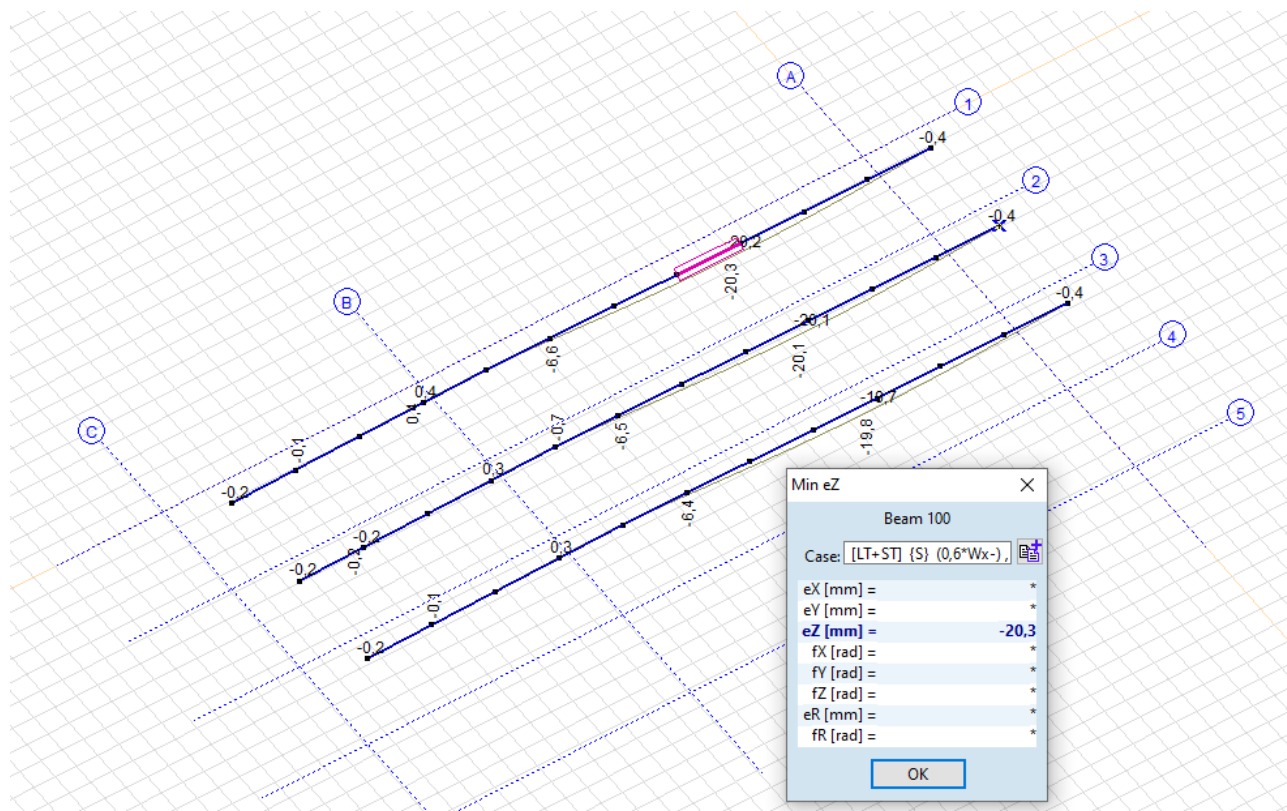 A
1
-0,4
2
-0,4
-20,2
-20,3
3
-0,4
B
4
-20,1
-20,1
-6,6
0,4
0,4
-19,7
5
-19,8
C
-0,7
-6,5
-0,1
0,3
-0,2
-6,4
-0,2
-0,2
0,3
-0,2
-0,1
-0,2
Min eZ
Beam 100
Case: [LT+ST] {S} (0,6*Wx-) ,
eX [mm] = *
eY [mm] = *
eZ [mm] = -20,3
fX [rad] = *
fY [rad] = *
fZ [rad] = *
eR [mm] = *
fR [rad] = *
OK